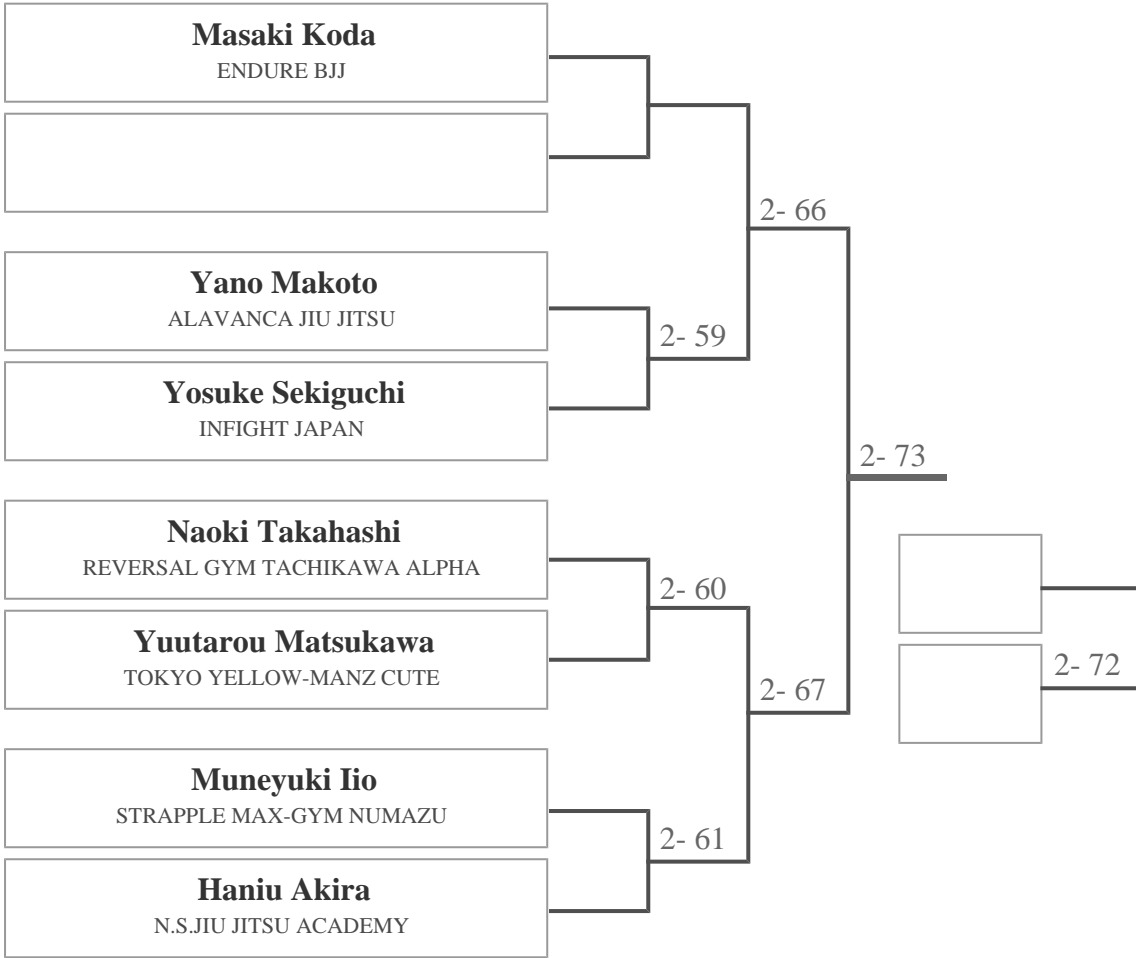 Masaki Koda
ENDURE BJJ
2- 66
Yano Makoto
ALAVANCA JIU JITSU
2- 59
Yosuke Sekiguchi
INFIGHT JAPAN
2- 73
Naoki Takahashi
REVERSAL GYM TACHIKAWA ALPHA
2- 60
Yuutarou Matsukawa
TOKYO YELLOW-MANZ CUTE
2- 67
2- 72
Muneyuki Iio
STRAPPLE MAX-GYM NUMAZU
2- 61
Haniu Akira
N.S.JIU JITSU ACADEMY